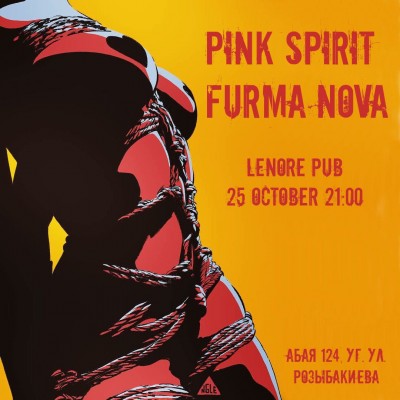 PINK SPIRIT
FURMA NOVA
LENORE PUB
25 OCTOBER 21:00
АБАЯ 124, УГ. УЛ.
РОЗЫБАКИЕВА